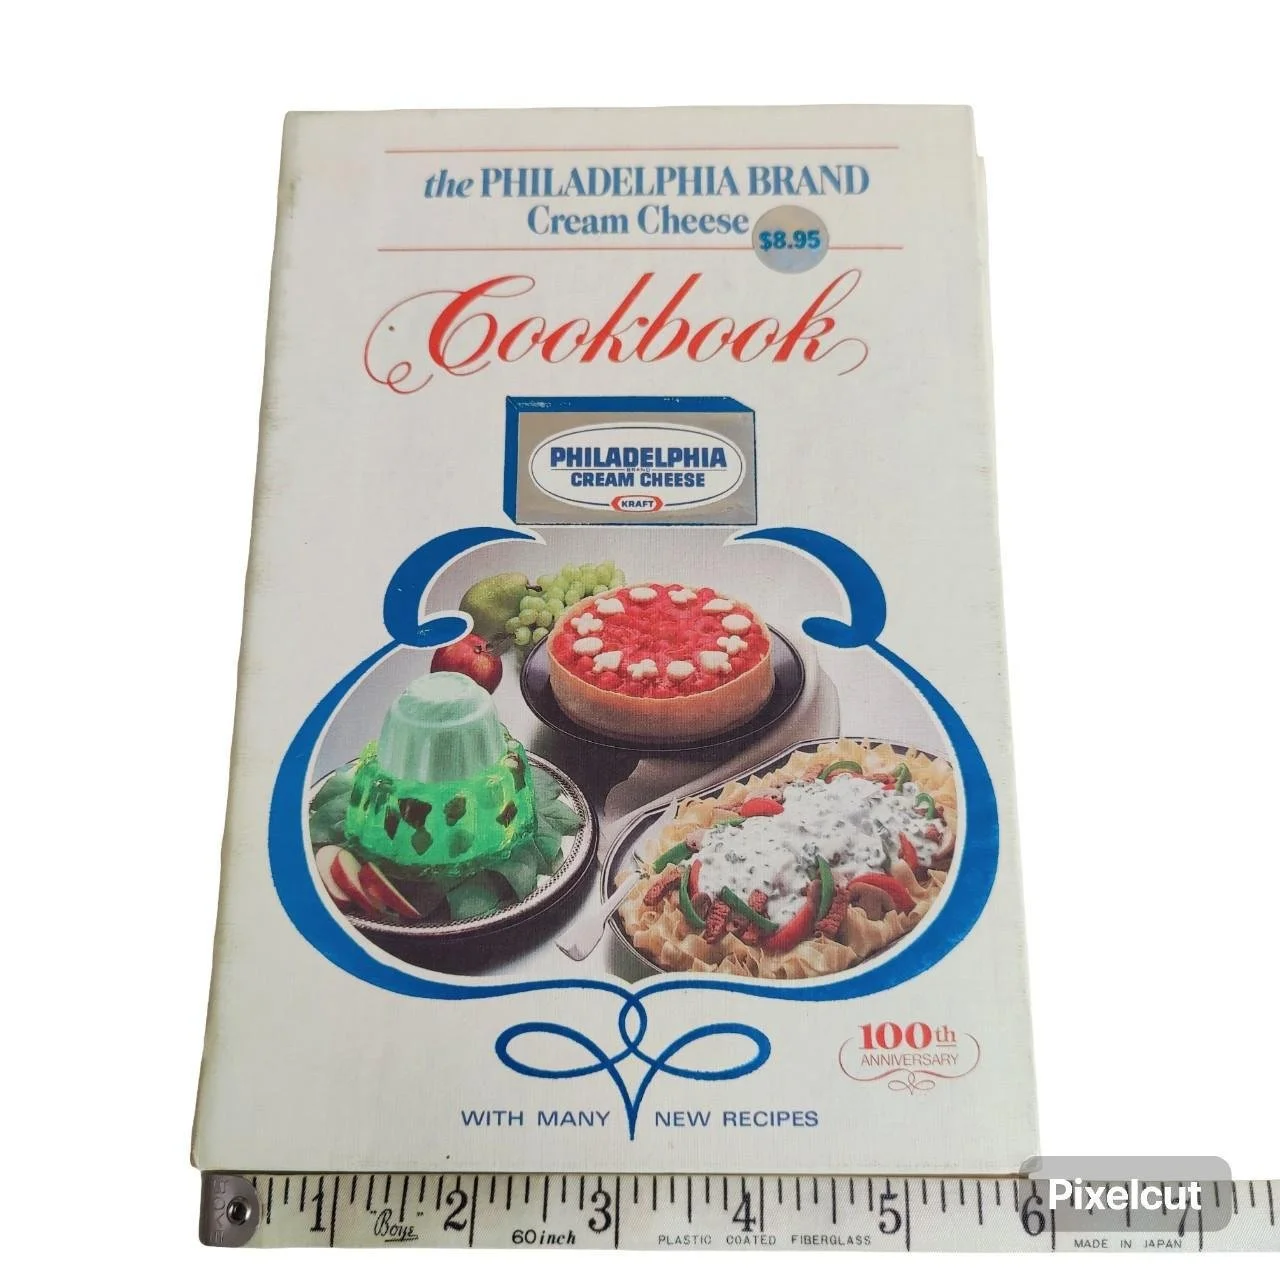 the PHILADELPHIA BRAND
Cream Cheese
$8.95
Cookbook
PHILADELPHIA
BRAND
CREAM CHEESE
KRAFT
100th
ANNIVERSARY
WITH MANY NEW RECIPES
1 "Boye" 2 60 inch 3 4 5 6 7
PLASTIC COATED FIBERGLASS
MADE IN JAPAN
Pixelcut